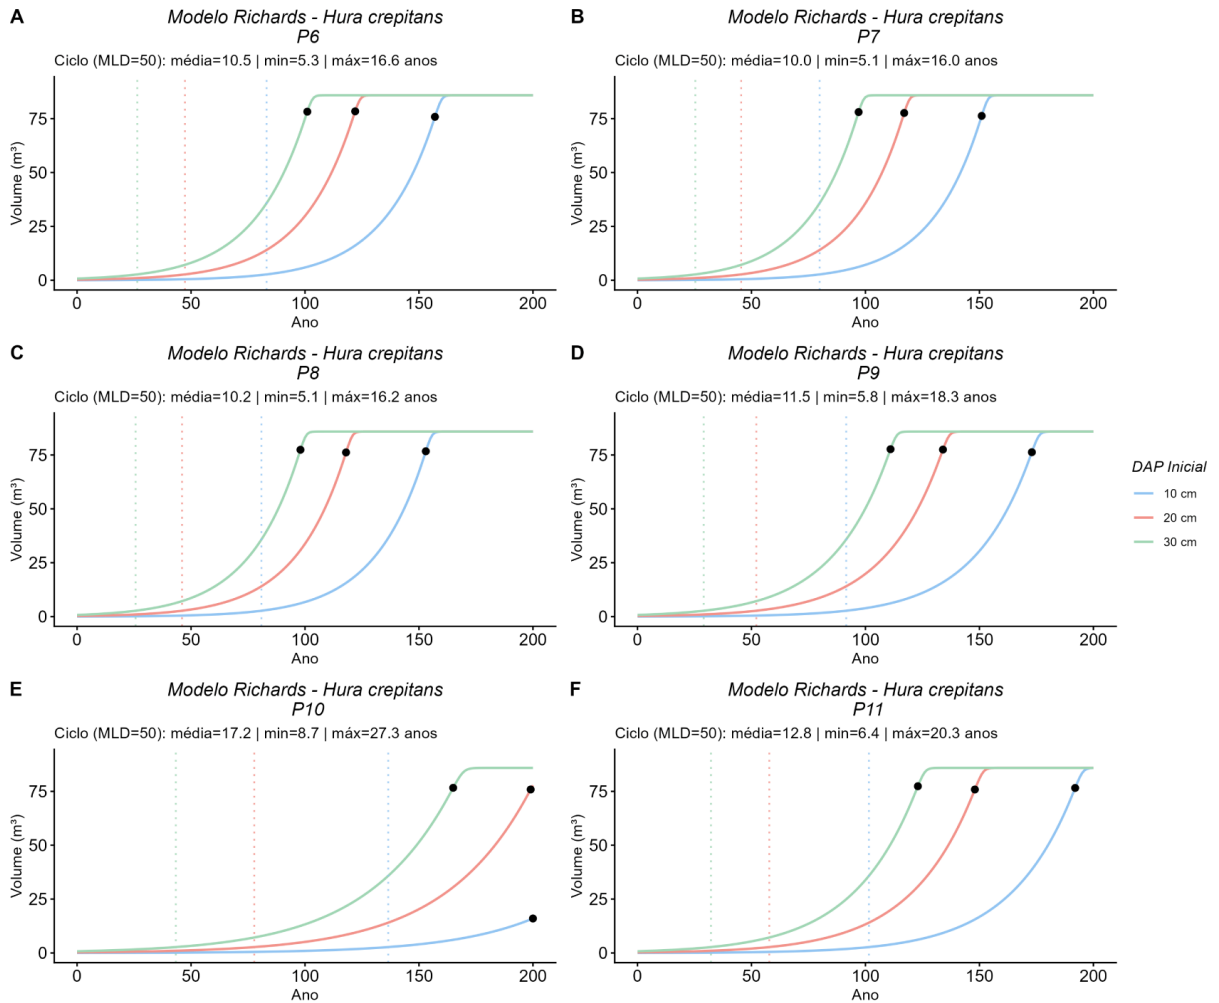 A
Modelo Richards - Hura crepitans
P6
Ciclo (MLD=50): média=10.5 | min=5.3 | máx=16.6 anos
Volume (m³)
75
50
25
0
0 50 100 150 200
Ano
B
Modelo Richards - Hura crepitans
P7
Ciclo (MLD=50): média=10.0 | min=5.1 | máx=16.0 anos
Volume (m³)
75
50
25
0
0 50 100 150 200
Ano
C
Modelo Richards - Hura crepitans
P8
Ciclo (MLD=50): média=10.2 | min=5.1 | máx=16.2 anos
Volume (m³)
75
50
25
0
0 50 100 150 200
Ano
D
Modelo Richards - Hura crepitans
P9
Ciclo (MLD=50): média=11.5 | min=5.8 | máx=18.3 anos
Volume (m³)
75
50
25
0
0 50 100 150 200
Ano
DAP Inicial
10 cm
20 cm
30 cm
E
Modelo Richards - Hura crepitans
P10
Ciclo (MLD=50): média=17.2 | min=8.7 | máx=27.3 anos
Volume (m³)
75
50
25
0
0 50 100 150 200
Ano
F
Modelo Richards - Hura crepitans
P11
Ciclo (MLD=50): média=12.8 | min=6.4 | máx=20.3 anos
Volume (m³)
75
50
25
0
0 50 100 150 200
Ano